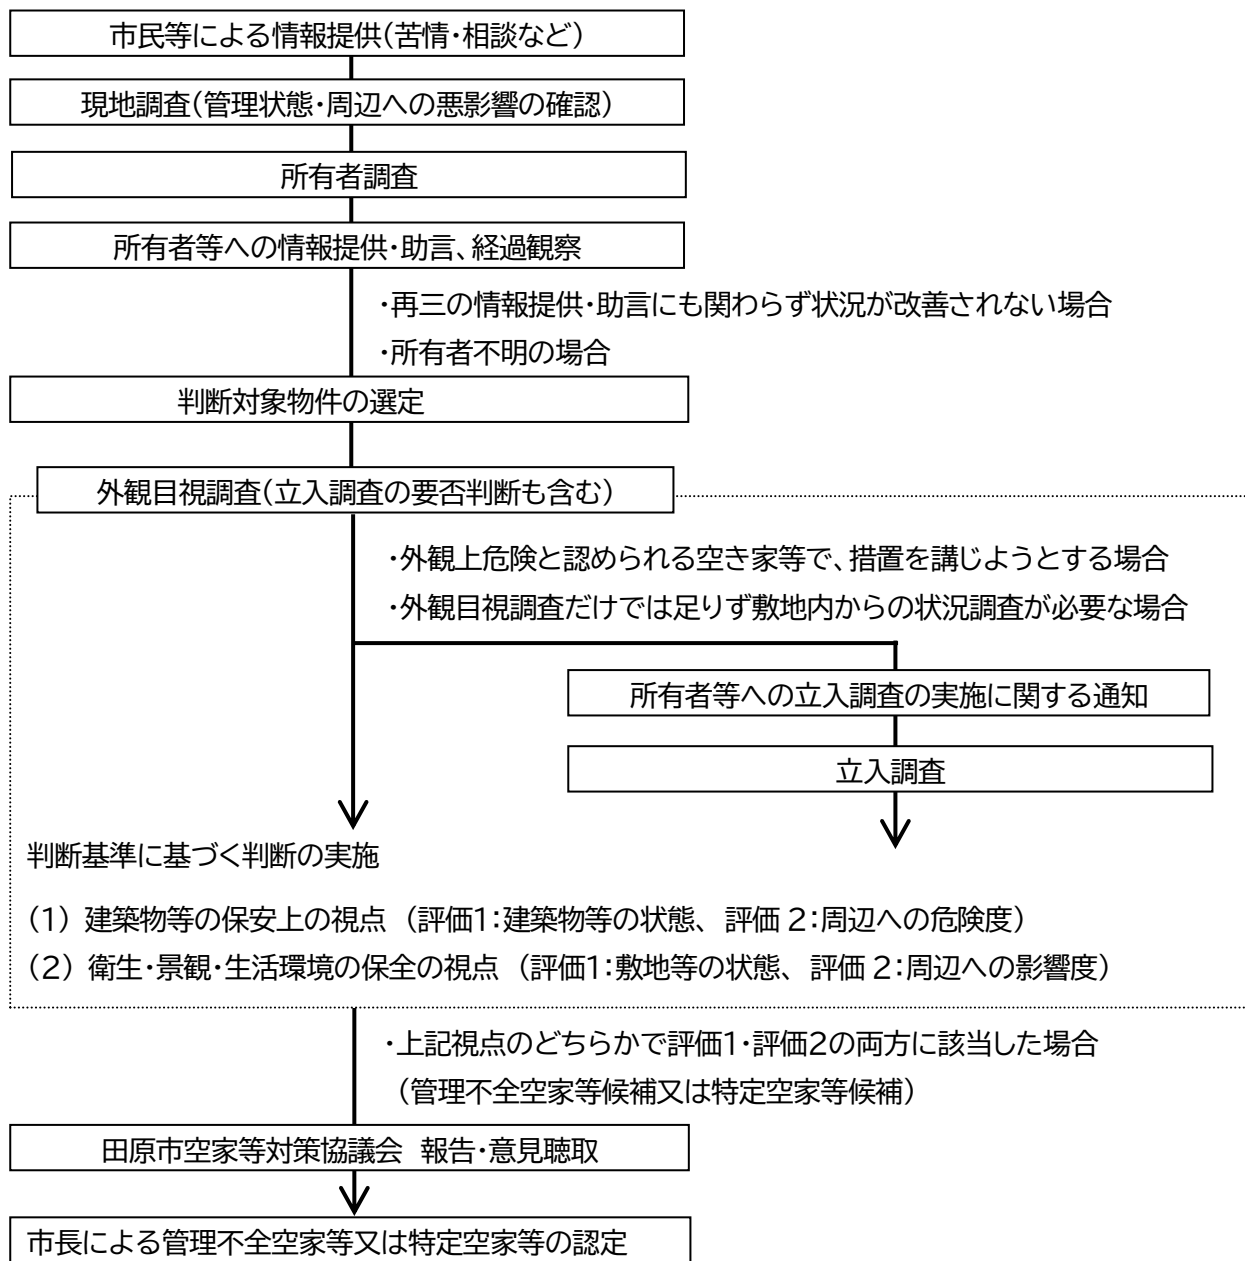 市民等による情報提供（苦情・相談など）
現地調査（管理状態・周辺への悪影響の確認）
所有者調査
所有者等への情報提供・助言、経過観察
・再三の情報提供・助言にも関わらず状況が改善されない場合
・所有者不明の場合
判断対象物件の選定
外観目視調査（立入調査の要否判断も含む）
・外観上危険と認められる空き家等で、措置を講じようとする場合
・外観目視調査だけでは足りず敷地内からの状況調査が必要な場合
所有者等への立入調査の実施に関する通知
立入調査
判断基準に基づく判断の実施
（1） 建築物等の保安上の視点 （評価1：建築物等の状態、 評価 2：周辺への危険度）
（2） 衛生・景観・生活環境の保全の視点 （評価1：敷地等の状態、 評価 2：周辺への影響度）
・上記視点のどちらかで評価1・評価2の両方に該当した場合
（管理不全空家等候補又は特定空家等候補）
田原市空家等対策協議会 報告・意見聴取
市長による管理不全空家等又は特定空家等の認定